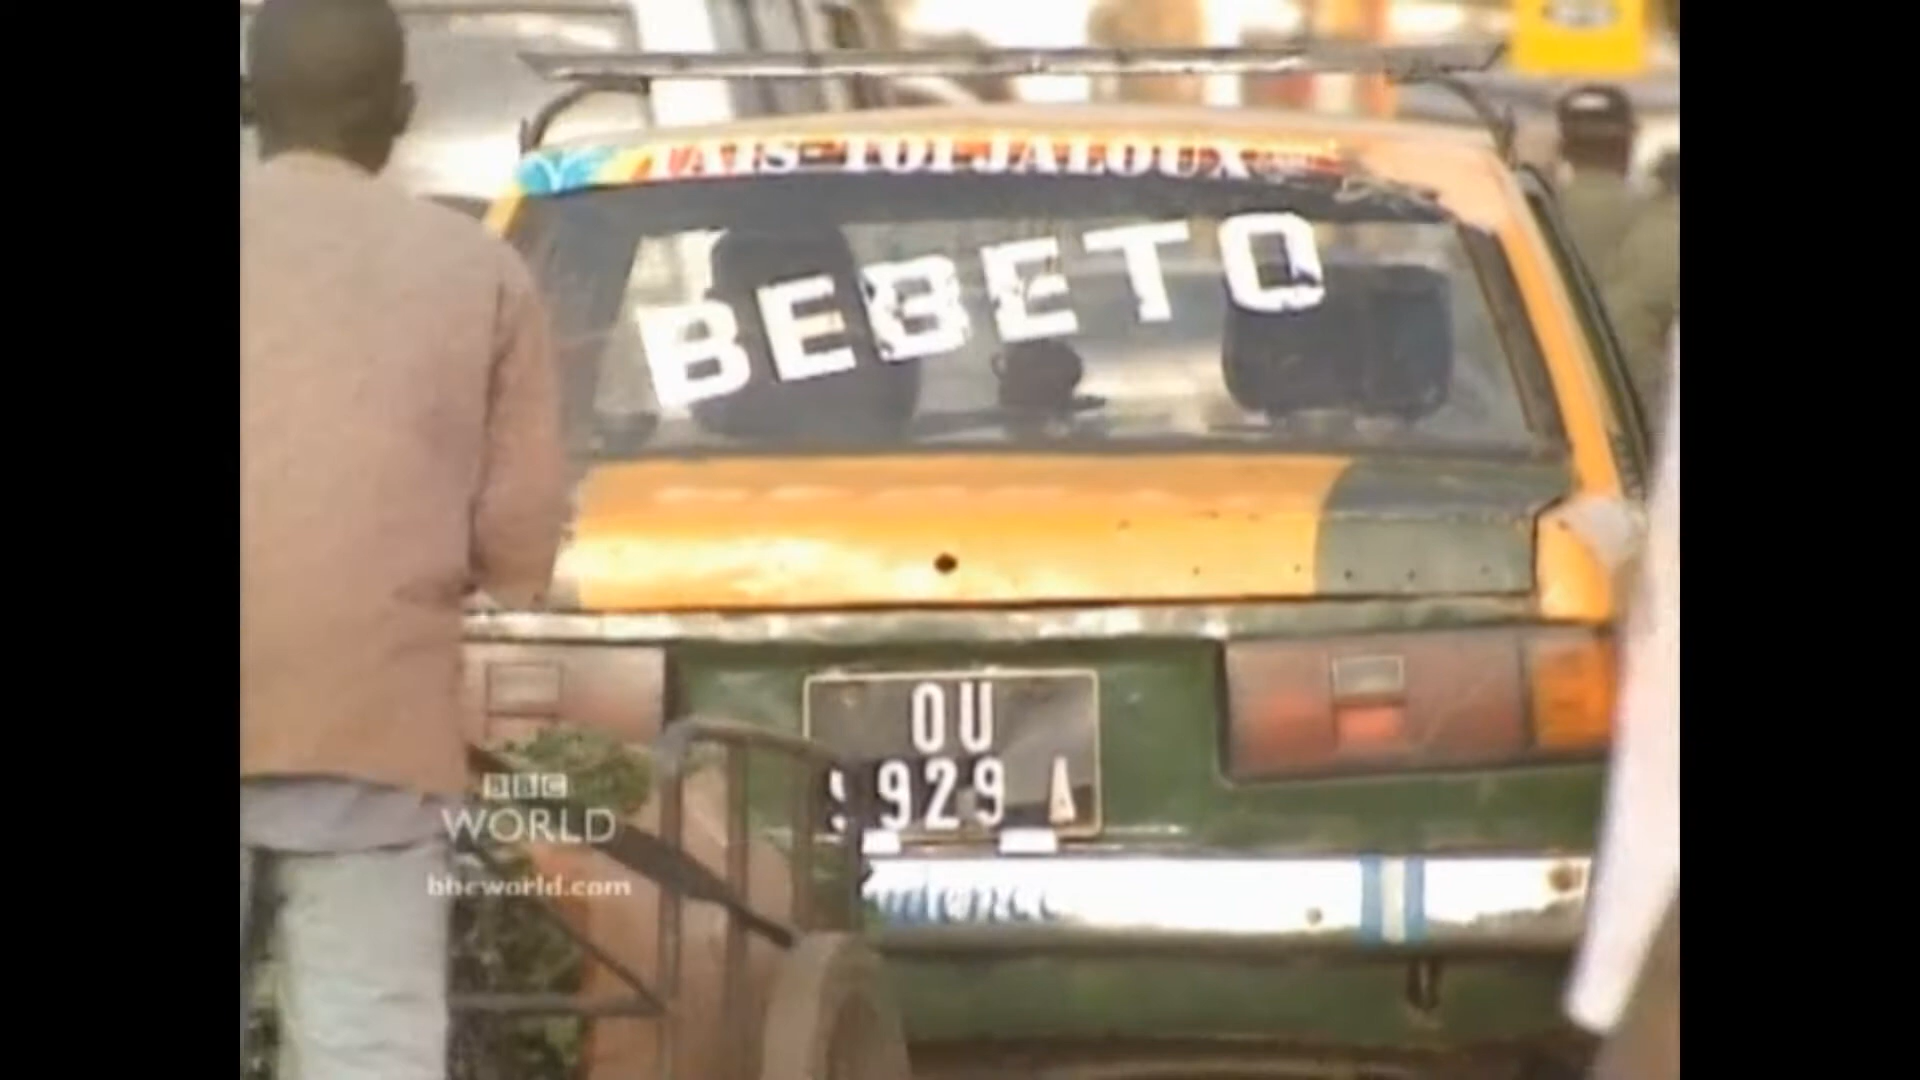 TAIS-TOI JALOUX
BEBETO
OU
929 A
BBC
WORLD
bbcworld.com